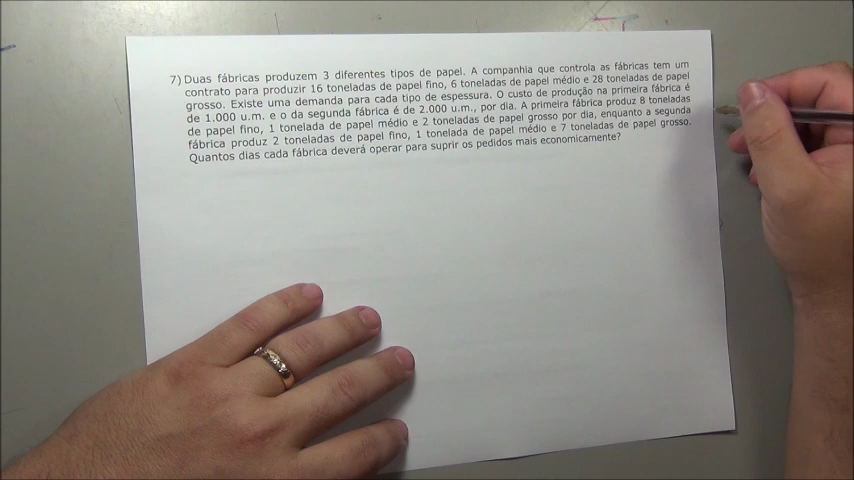 7) Duas fábricas produzem 3 diferentes tipos de papel. A companhia que controla as fábricas tem um
contrato para produzir 16 toneladas de papel fino, 6 toneladas de papel médio e 28 toneladas de papel
grosso. Existe uma demanda para cada tipo de espessura. O custo de produção na primeira fábrica é
de 1.000 u.m. e o da segunda fábrica é de 2.000 u.m., por dia. A primeira fábrica produz 8 toneladas
de papel fino, 1 tonelada de papel médio e 2 toneladas de papel grosso por dia, enquanto a segunda
fábrica produz 2 toneladas de papel fino, 1 tonelada de papel médio e 7 toneladas de papel grosso.
Quantos dias cada fábrica deverá operar para suprir os pedidos mais economicamente?